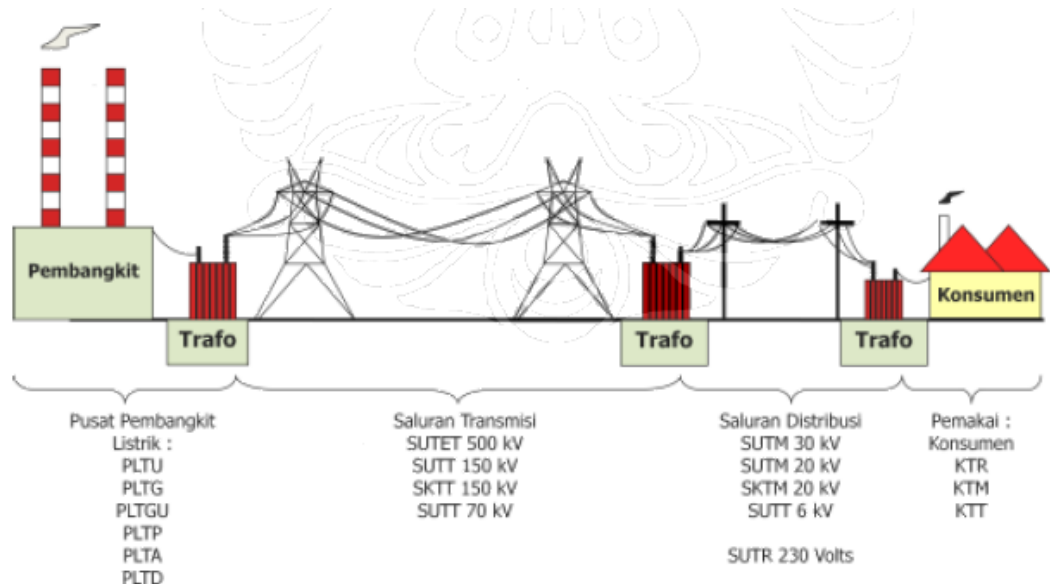 Pembangkit
Konsumen
Trafo
Trafo
Trafo
Pusat Pembangkit
Listrik :
PLTU
PLTG
PLTGU
PLTP
PLTA
PLTD
Saluran Transmisi
SUTET 500 kV
SUTT 150 kV
SKTT 150 kV
SUTT 70 kV
Saluran Distribusi
SUTM 30 kV
SUTM 20 kV
SKTM 20 kV
SUTT 6 kV
SUTR 230 Volts
Pemakai :
Konsumen
KTR
KTM
KTT